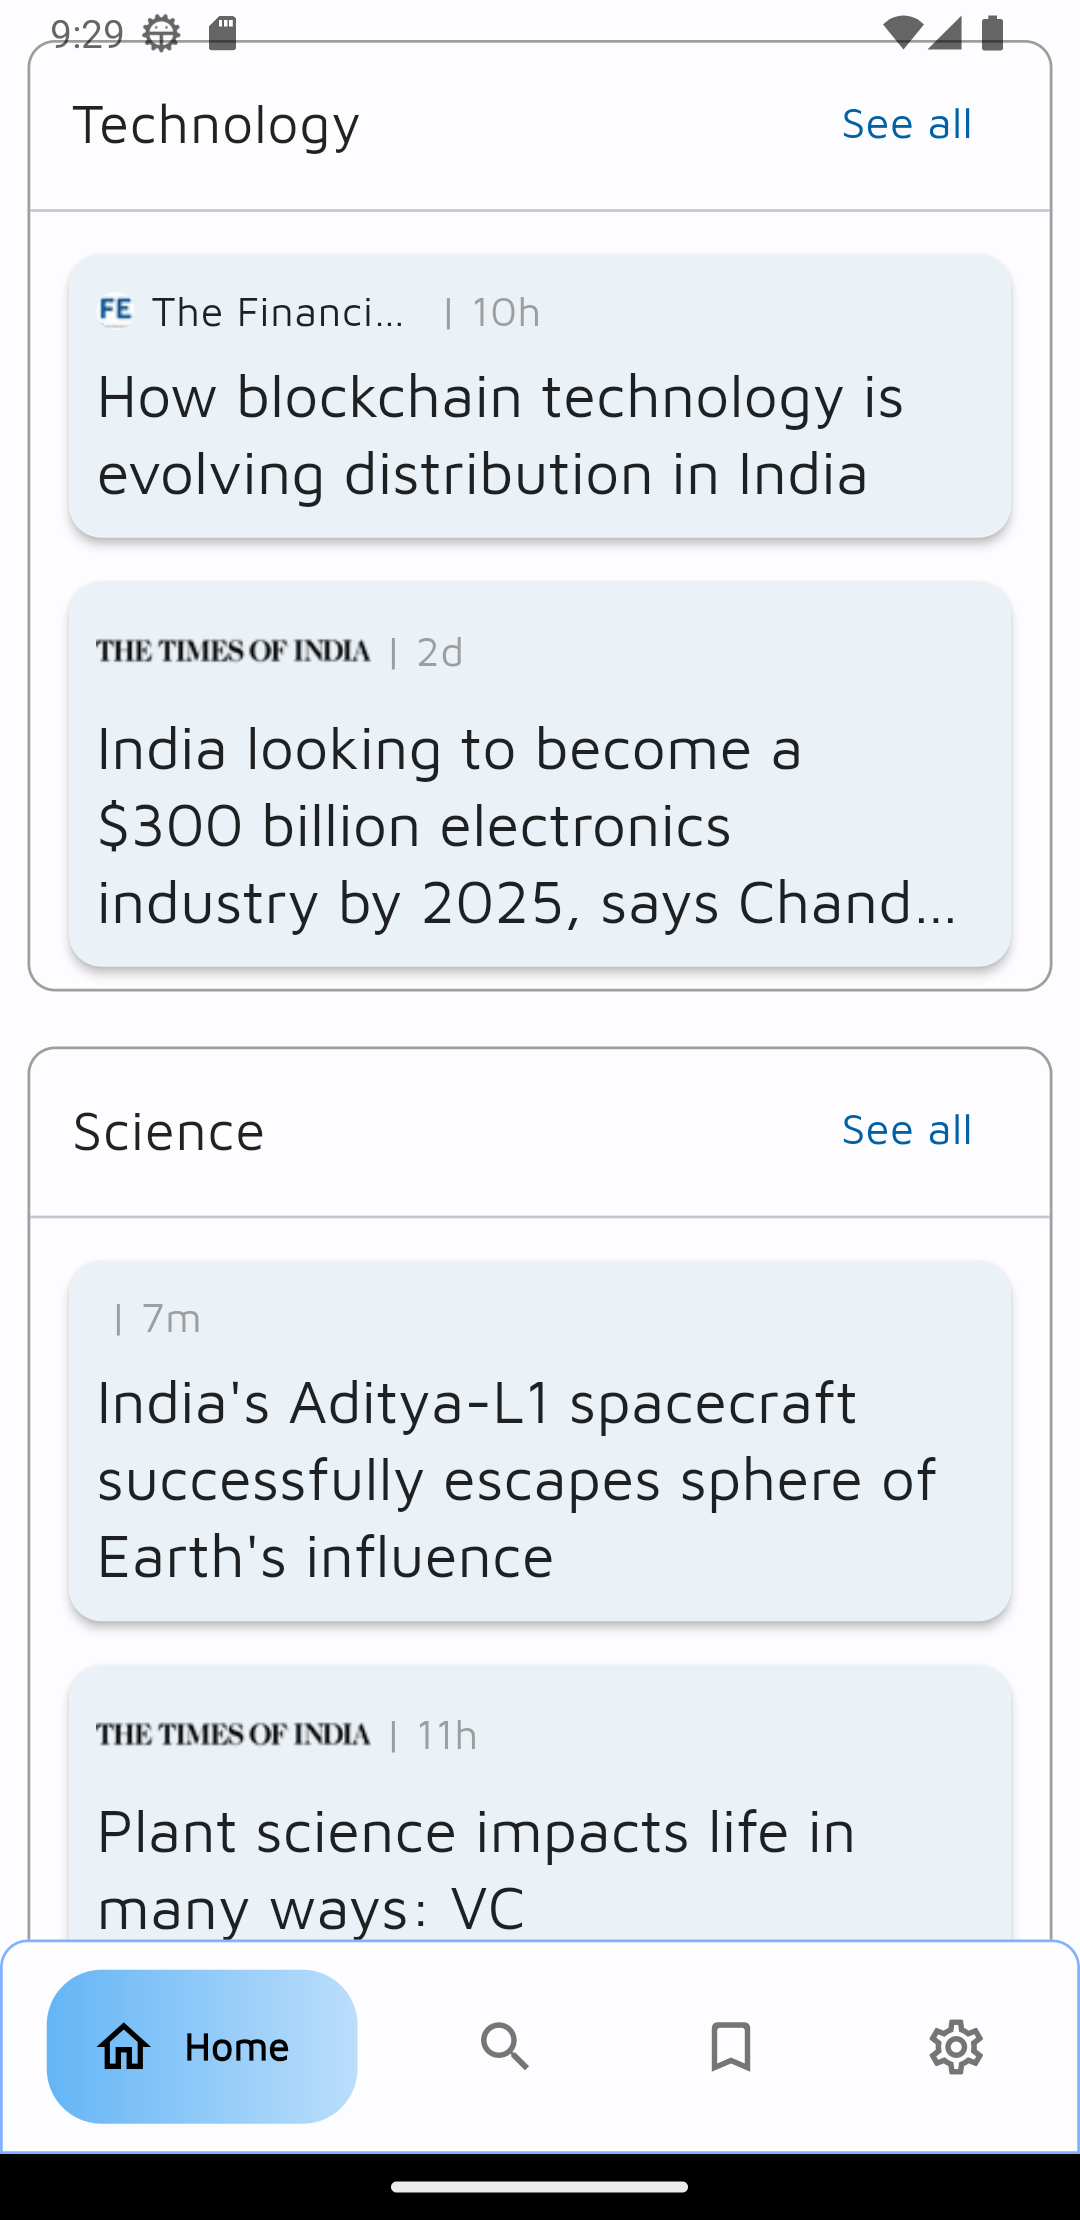 9:29
Technology
See all
FE The Financi... | 10h
How blockchain technology is
evolving distribution in India
THE TIMES OF INDIA | 2d
India looking to become a
$300 billion electronics
industry by 2025, says Chand...
Science
See all
| 7m
India's Aditya-L1 spacecraft
successfully escapes sphere of
Earth's influence
THE TIMES OF INDIA | 11h
Plant science impacts life in
many ways: VC
Home